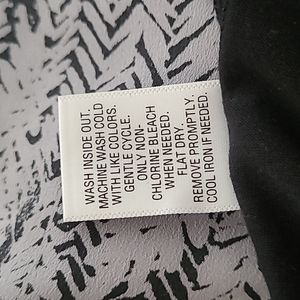 WASH INSIDE OUT.
MACHINE WASH COLD
WITH LIKE COLORS.
GENTLE CYCLE.
ONLY NON-
CHLORINE BLEACH
WHEN NEEDED.
FLAT DRY.
REMOVE PROMPTLY.
COOL IRON IF NEEDED.